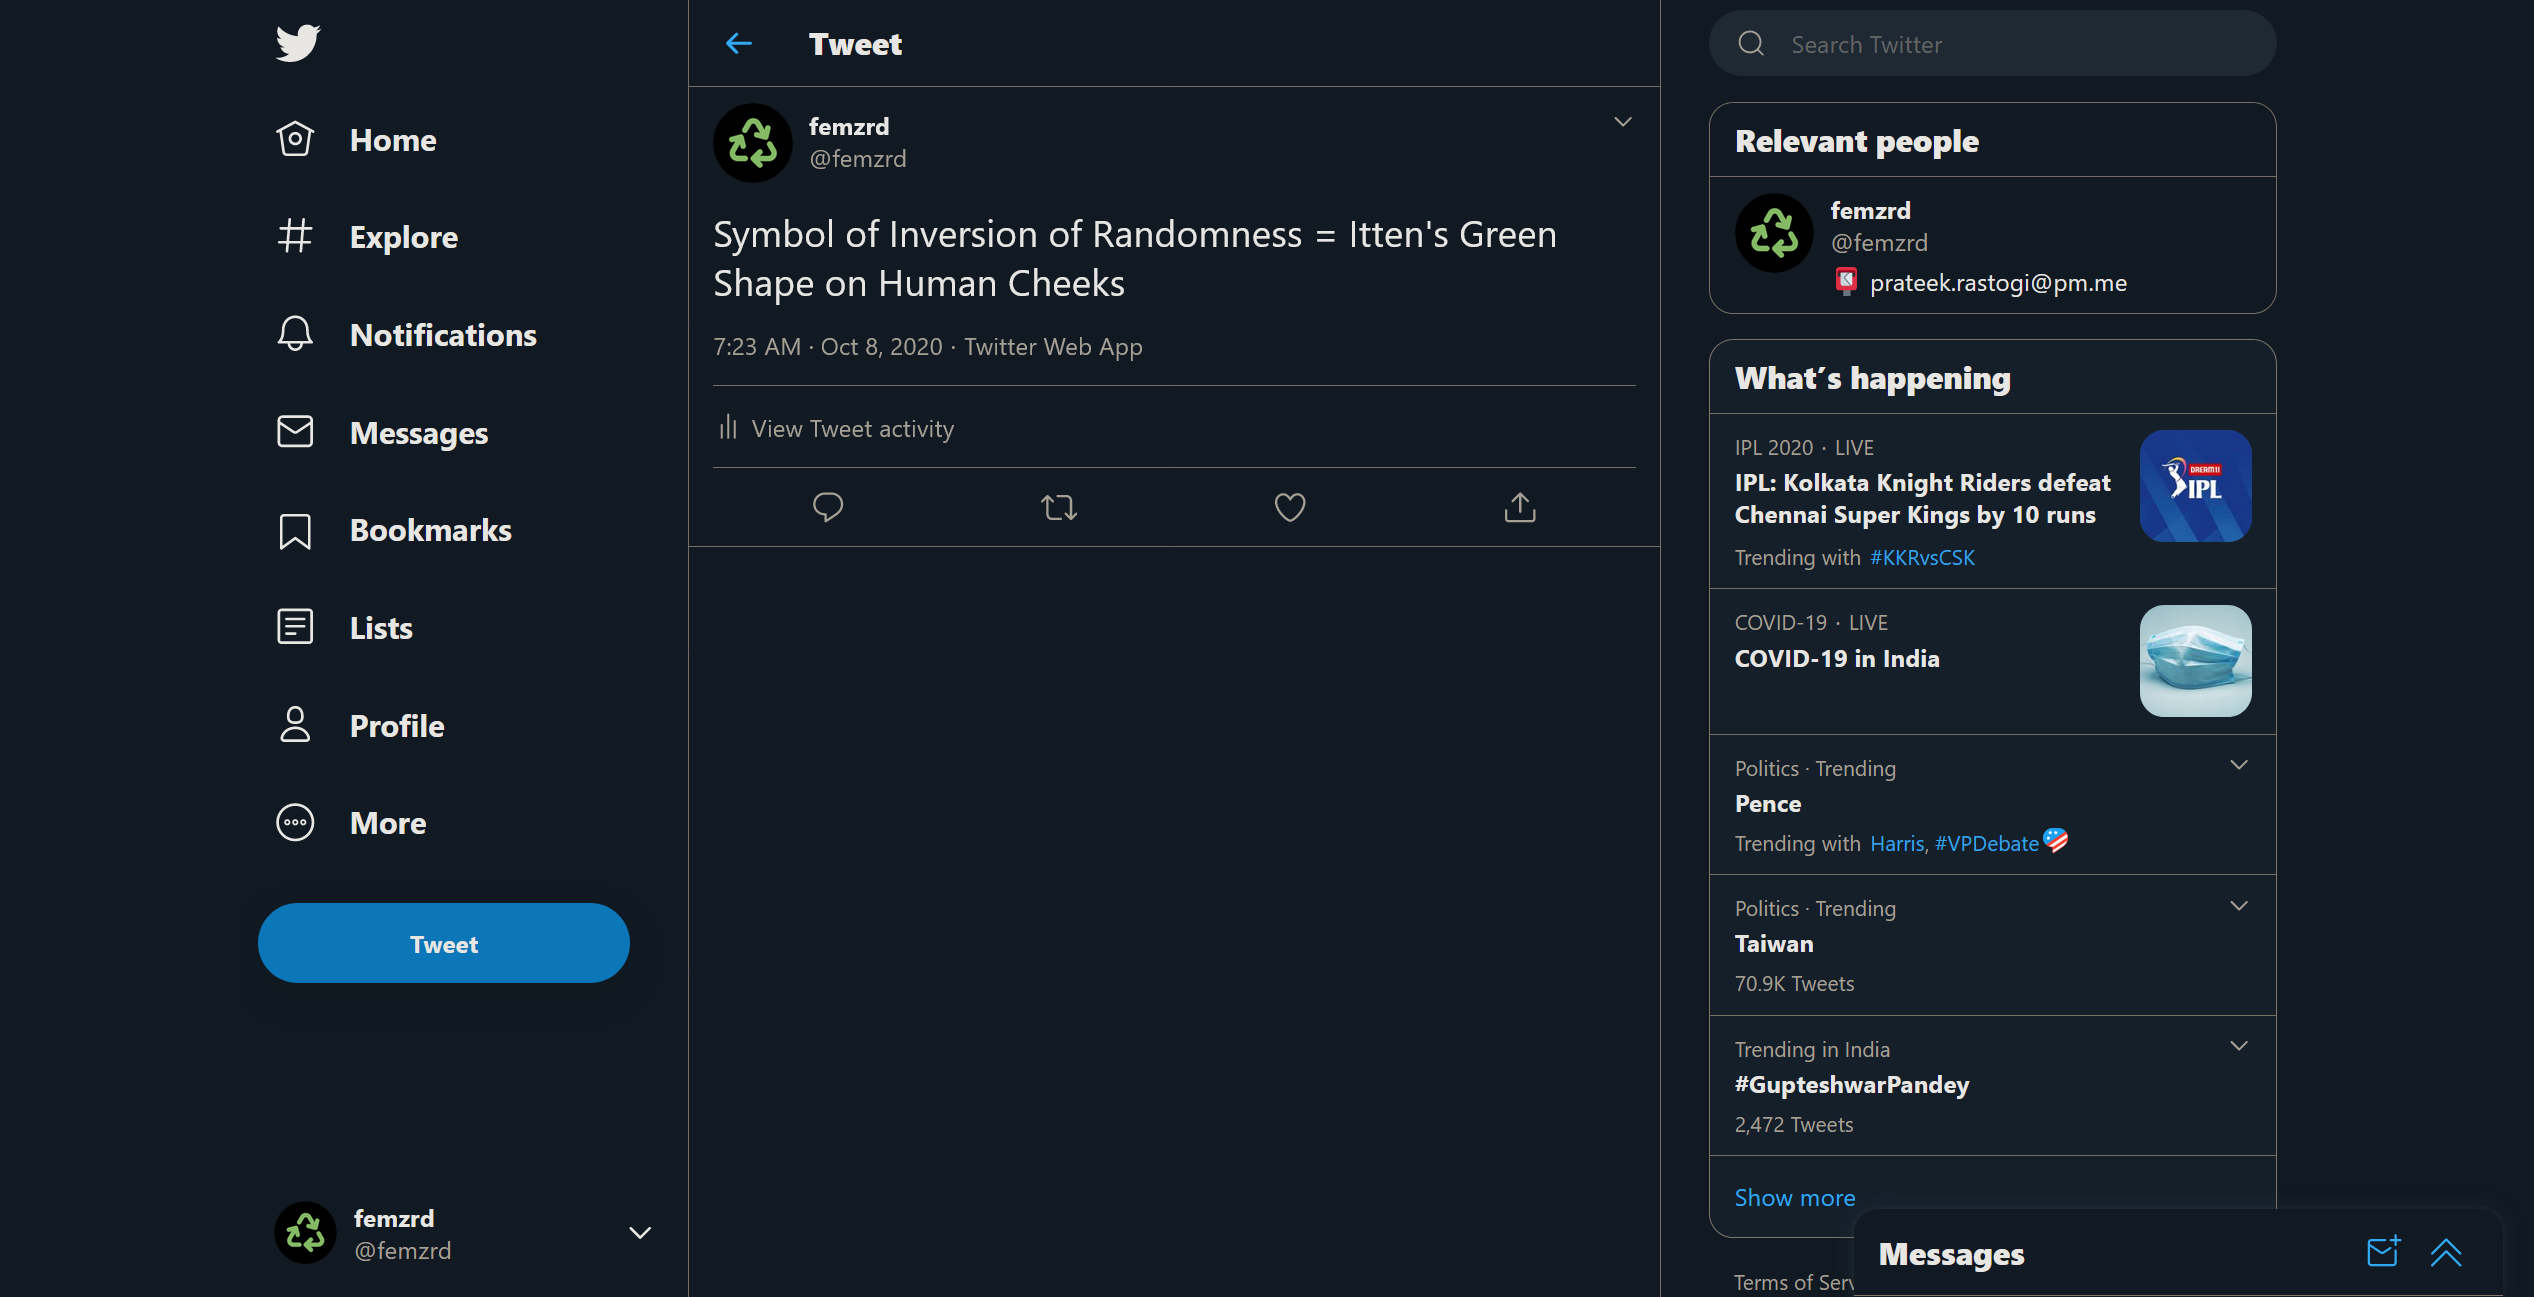 Home
Explore
Notifications
Messages
Bookmarks
Lists
Profile
More
Tweet
femzrd
@femzrd
Tweet
femzrd
@femzrd
Symbol of Inversion of Randomness = Itten's Green
Shape on Human Cheeks
7:23 AM · Oct 8, 2020 · Twitter Web App
View Tweet activity
Search Twitter
Relevant people
femzrd
@femzrd
prateek.rastogi@pm.me
What´s happening
IPL 2020 · LIVE
IPL: Kolkata Knight Riders defeat
Chennai Super Kings by 10 runs
Trending with #KKRvsCSK
DREAM11
IPL
COVID-19 · LIVE
COVID-19 in India
Politics · Trending
Pence
Trending with Harris, #VPDebate
Politics · Trending
Taiwan
70.9K Tweets
Trending in India
#GupteshwarPandey
2,472 Tweets
Show more
Terms of Serv
Messages